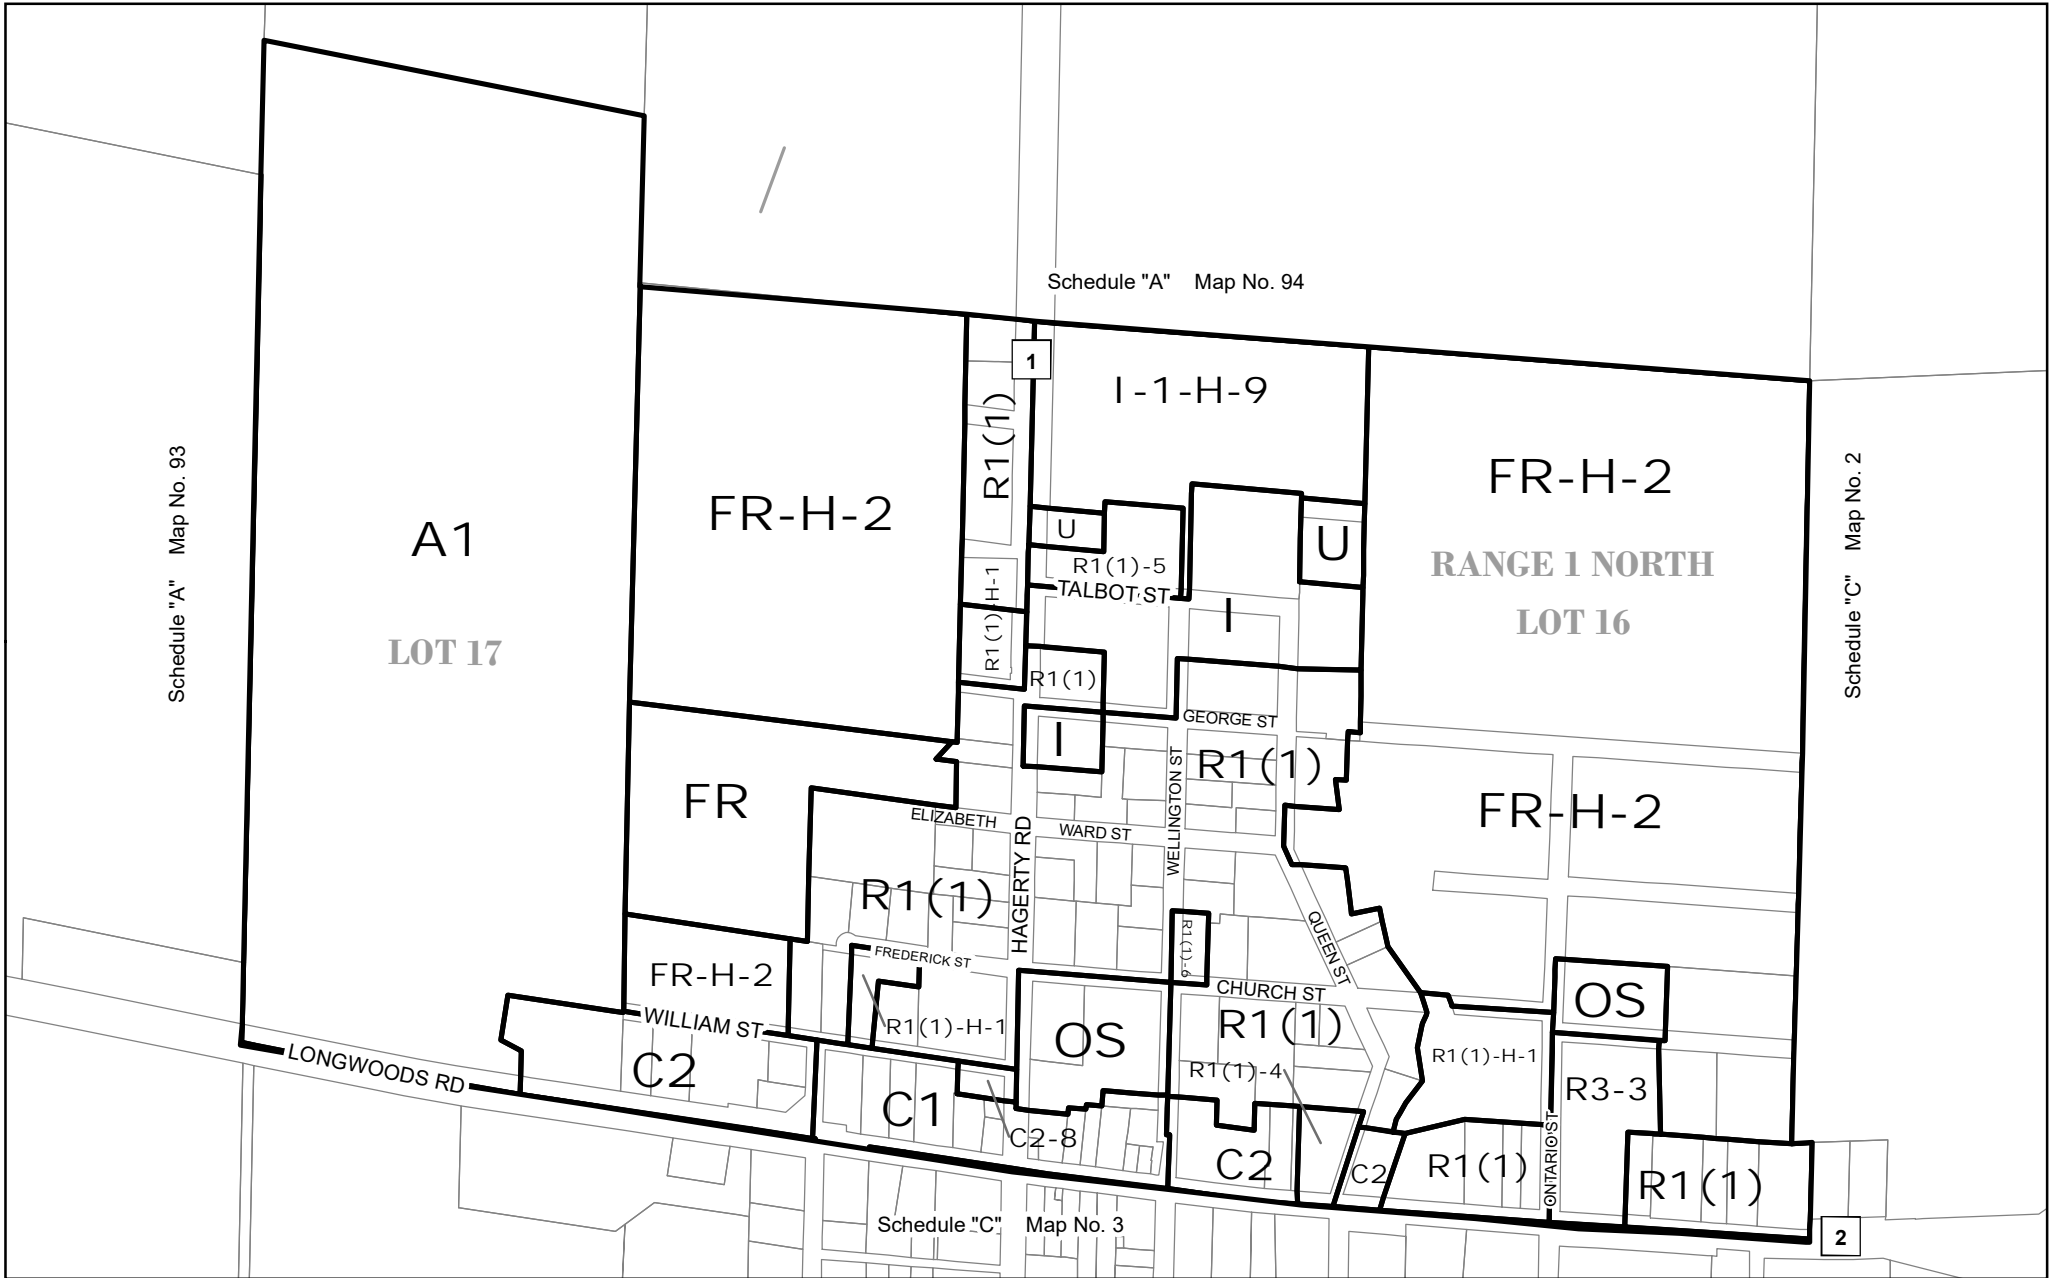 Schedule "A"    Map No. 94
1
I-1-H-9
R1(1)
FR-H-2
FR-H-2
Schedule "A"    Map No. 93
Schedule "C"    Map No. 2
A1
U
U
RANGE 1 NORTH
R1(1)-5
TALBOT ST
R1(1)-H-1
I
LOT 16
LOT 17
R1(1)
GEORGE ST
I
R1(1)
WELLINGTON ST
FR
FR-H-2
ELIZABETH
WARD ST
HAGERTY RD
R1(1)
R1(1)-6
QUEEN ST
FREDERICK ST
FR-H-2
CHURCH ST
OS
WILLIAM ST
R1(1)-H-1
OS
R1(1)
LONGWOODS RD
C2
R1(1)-4
R1(1)-H-1
R3-3
C1
C2-8
ONTARIO ST
C2
C2
R1(1)
R1(1)
Schedule "C"    Map No. 3
2